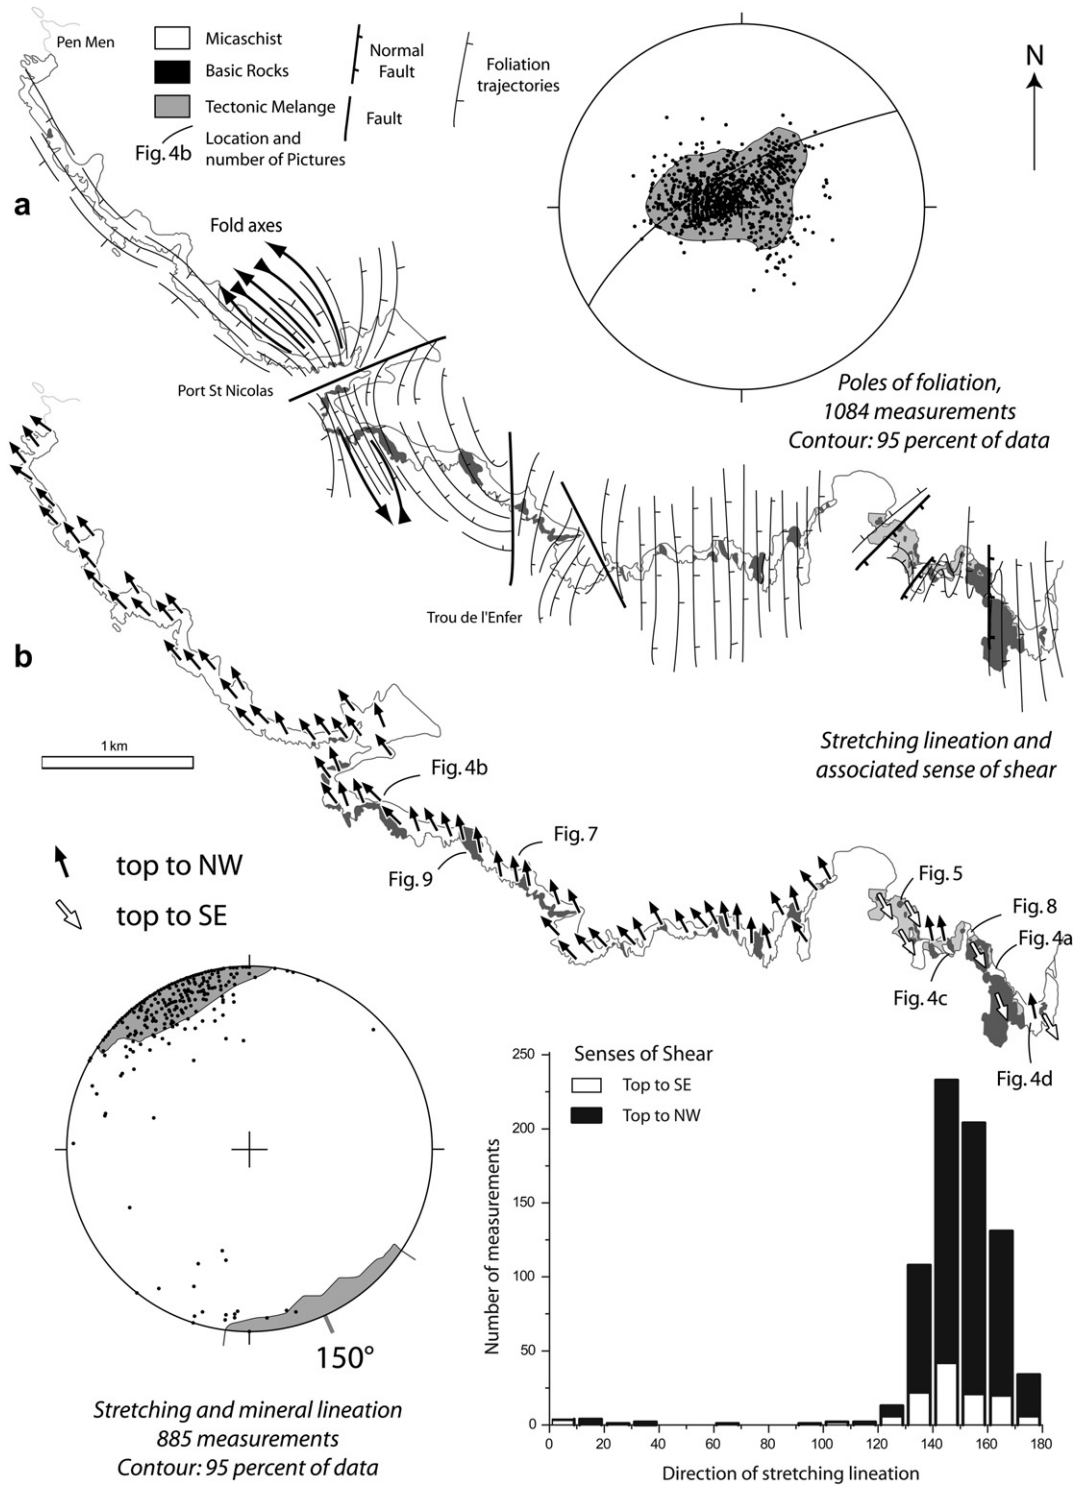 Pen Men
Micaschist
Basic Rocks
Tectonic Melange
Fig. 4b
Location and
number of Pictures
Normal
Fault
Fault
Foliation
trajectories
N
a
Fold axes
Port St Nicolas
Trou de l'Enfer
Poles of foliation,
1084 measurements
Contour: 95 percent of data
b
1 km
Stretching lineation and
associated sense of shear
top to NW
top to SE
Fig. 4b
Fig. 7
Fig. 9
Fig. 5
Fig. 8
Fig. 4a
Fig. 4c
Fig. 4d
150°
Stretching and mineral lineation
885 measurements
Contour: 95 percent of data
Senses of Shear
Top to SE
Top to NW
Number of measurements
250
200
150
100
50
0
0 20 40 60 80 100 120 140 160 180
Direction of stretching lineation